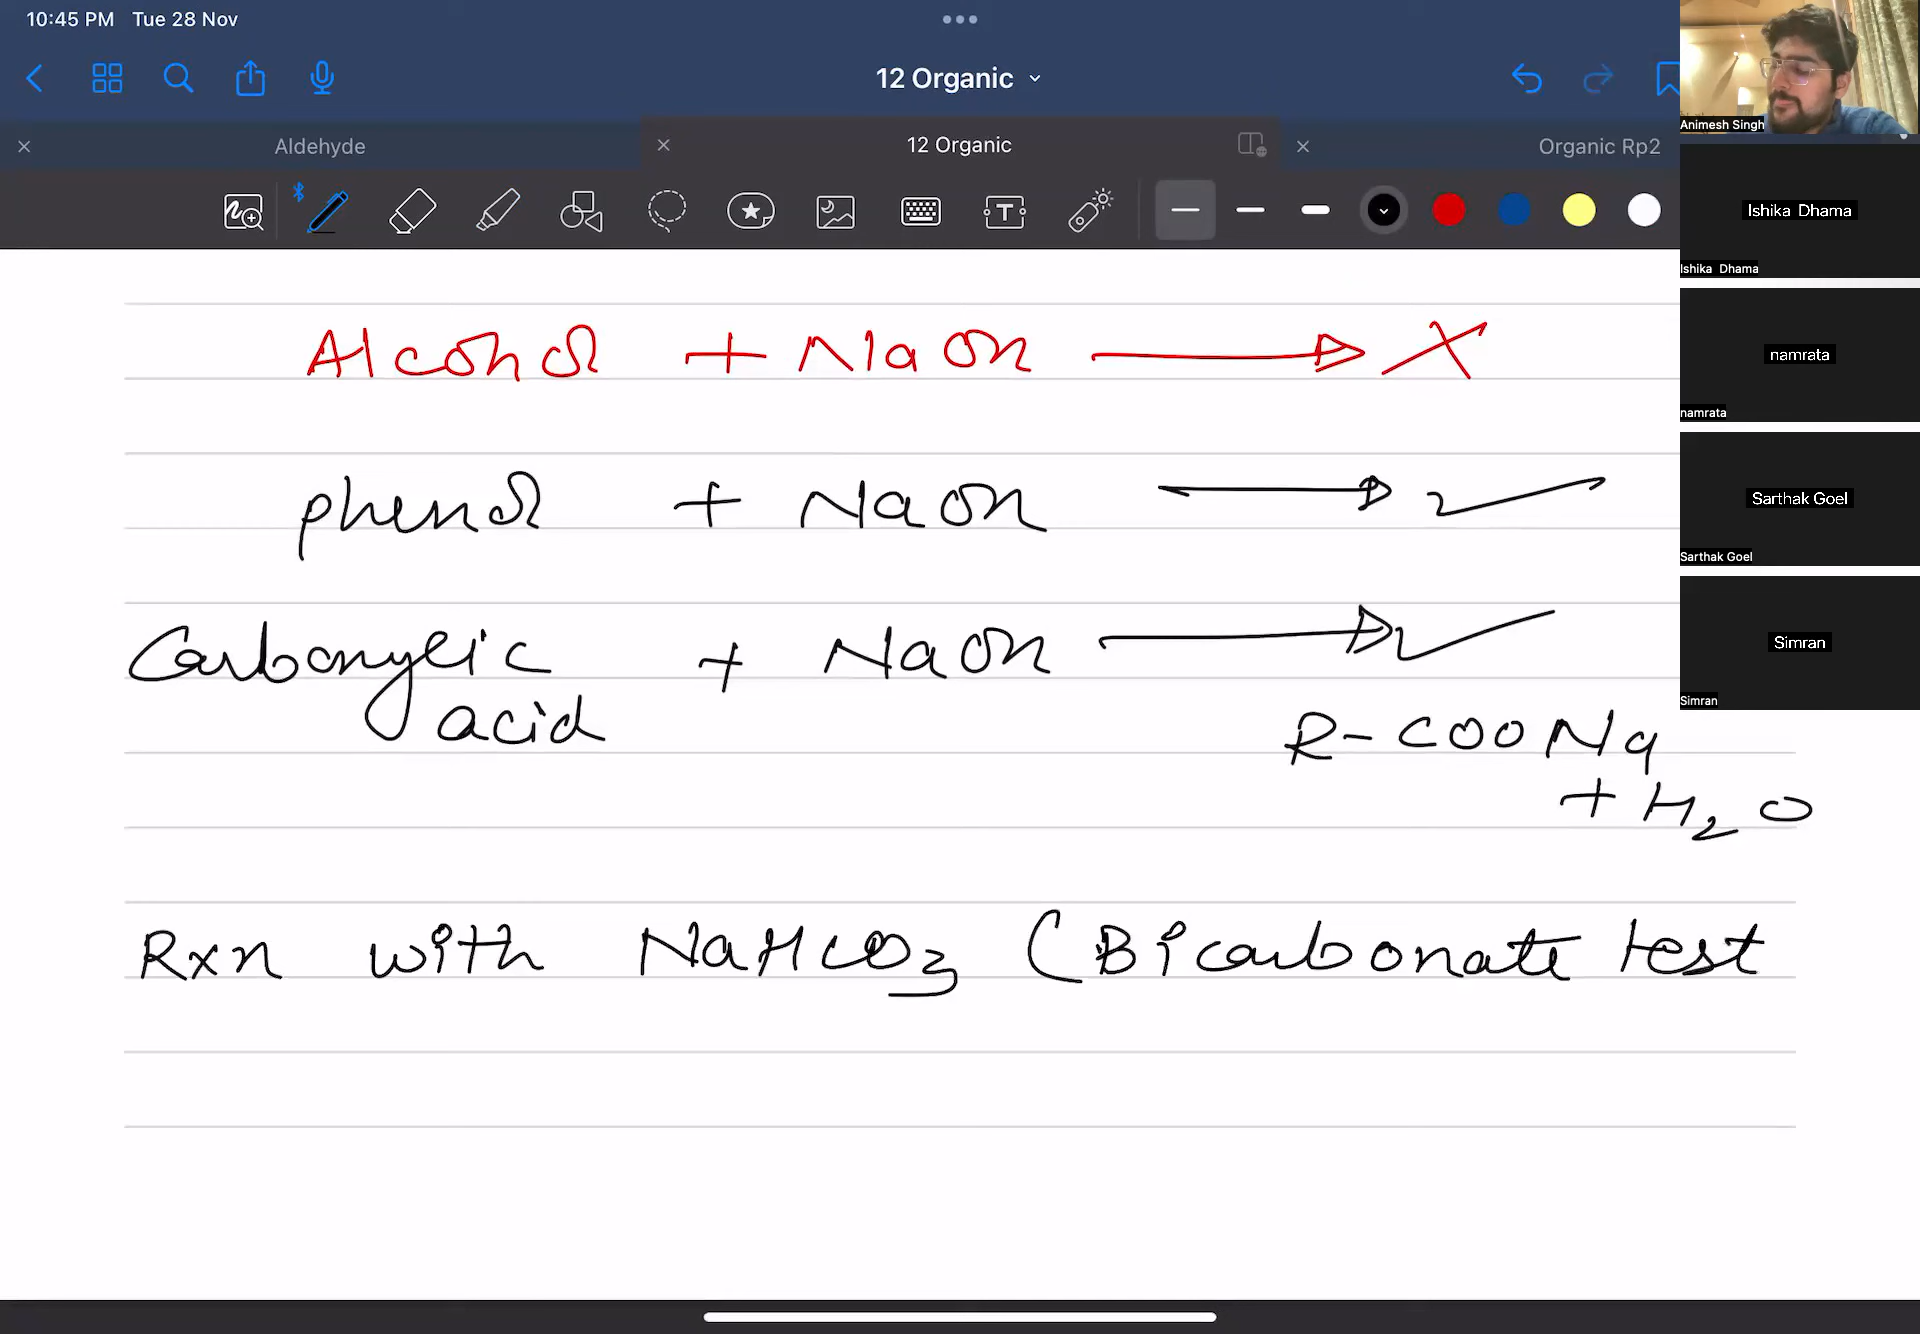 10:45 PM Tue 28 Nov
12 Organic
Aldehyde
12 Organic
Organic Rp2
Animesh Singh
Ishika Dhama
Ishika Dhama
namrata
namrata
Sarthak Goel
Sarthak Goel
Simran
Simran
Alcohol + NaOH → X
phenol + NaOH ⟷ ✓
Carboxylic acid + NaOH → ✓
R-COONa
+ H₂O
Rxn with NaHCO₃ (Bicarbonate test